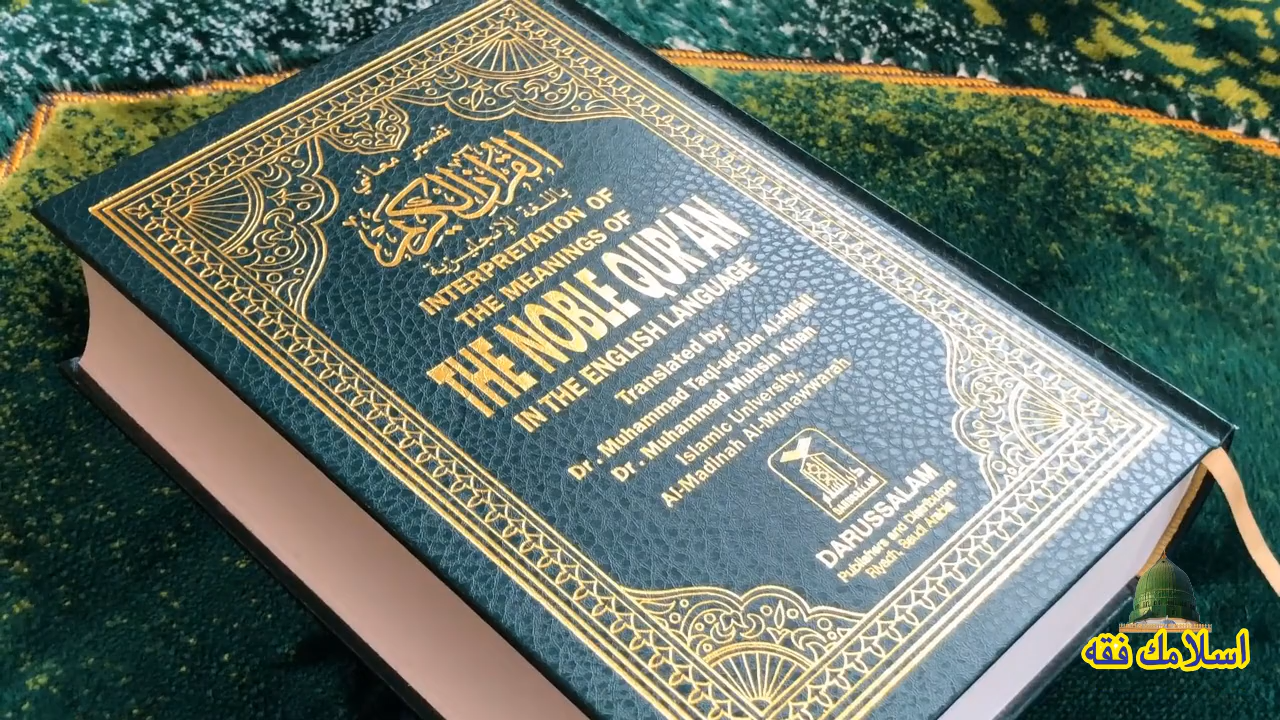 تفسير معاني
القرآن الكريم
باللغة الإنجليزية
INTERPRETATION OF
THE MEANINGS OF
THE NOBLE QUR'ÂN
IN THE ENGLISH LANGUAGE
Translated by:
Dr. Muhammad Taqi-ud-Din Al-Hilali
Dr. Muhammad Muhsin Khan
Islamic University,
Al-Madinah Al-Munawwarah
DARUSSALAM
DARUSSALAM
Publishers and Distributors
Riyadh, Saudi Arabia
اسلامك فقه